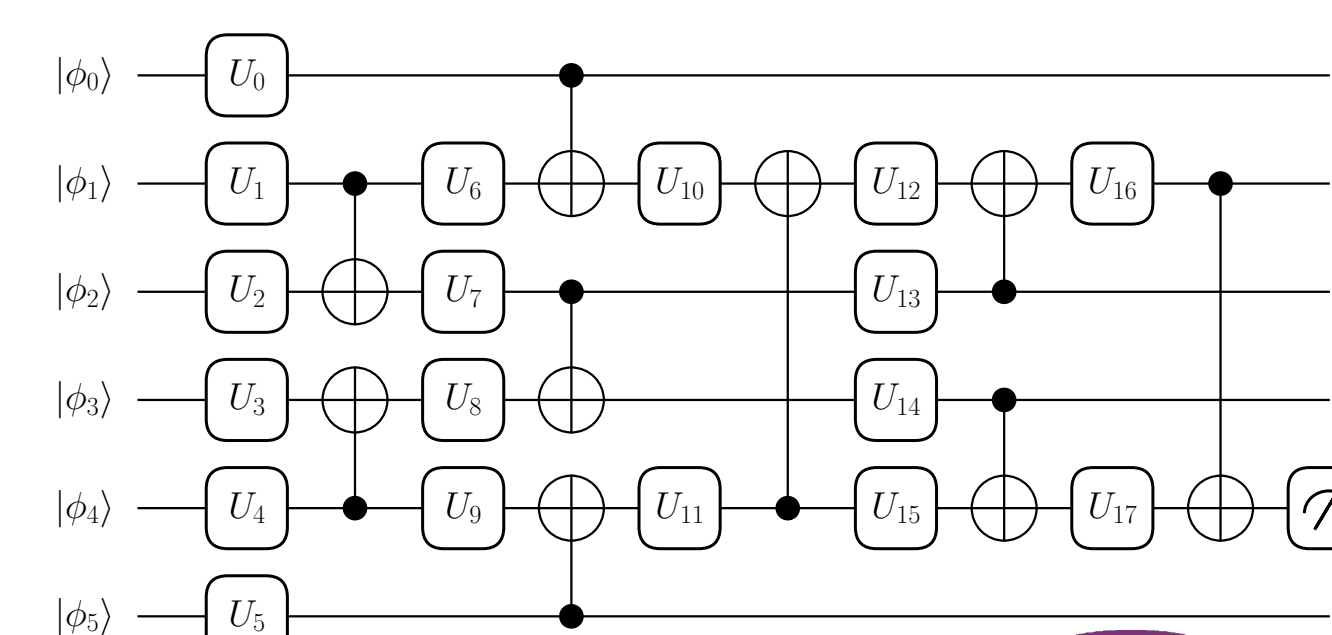 |ϕ₀⟩ U₀
|ϕ₁⟩ U₁ U₆ U₁₀ U₁₂ U₁₆
|ϕ₂⟩ U₂ U₇ U₁₃
|ϕ₃⟩ U₃ U₈ U₁₄
|ϕ₄⟩ U₄ U₉ U₁₁ U₁₅ U₁₇
|ϕ₅⟩ U₅